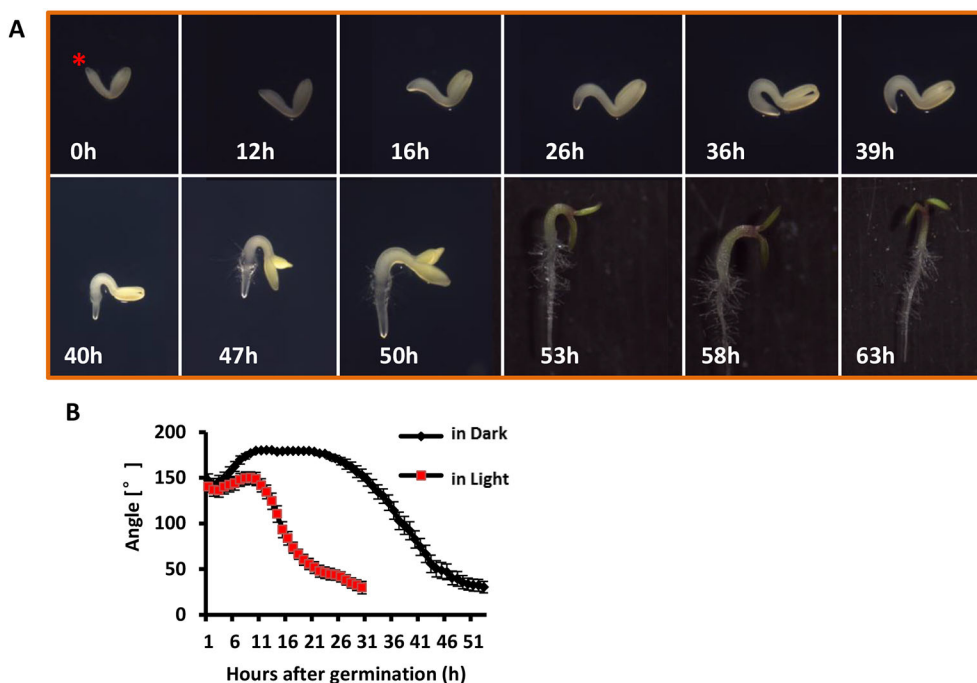 A
*
0h
12h
16h
26h
36h
39h
40h
47h
50h
53h
58h
63h
B
200
150
100
50
0
Angle [°]
in Dark
in Light
1 6 11 16 21 26 31 36 41 46 51
Hours after germination (h)